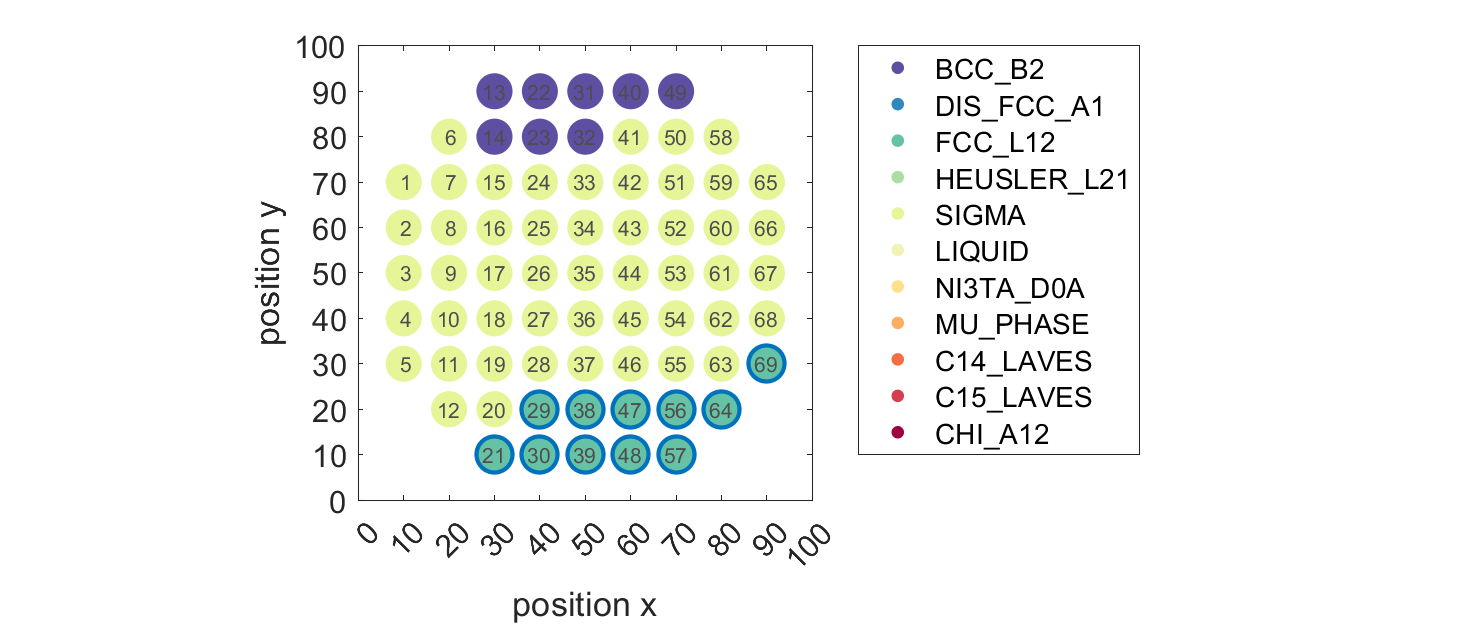 100
90
80
70
60
50
40
30
20
10
0
position y
13 22 31 40 49
6 14 23 32 41 50 58
1 7 15 24 33 42 51 59 65
2 8 16 25 34 43 52 60 66
3 9 17 26 35 44 53 61 67
4 10 18 27 36 45 54 62 68
5 11 19 28 37 46 55 63 69
12 20 29 38 47 56 64
21 30 39 48 57
0 10 20 30 40 50 60 70 80 90 100
position x
BCC_B2
DIS_FCC_A1
FCC_L12
HEUSLER_L21
SIGMA
LIQUID
NI3TA_D0A
MU_PHASE
C14_LAVES
C15_LAVES
CHI_A12